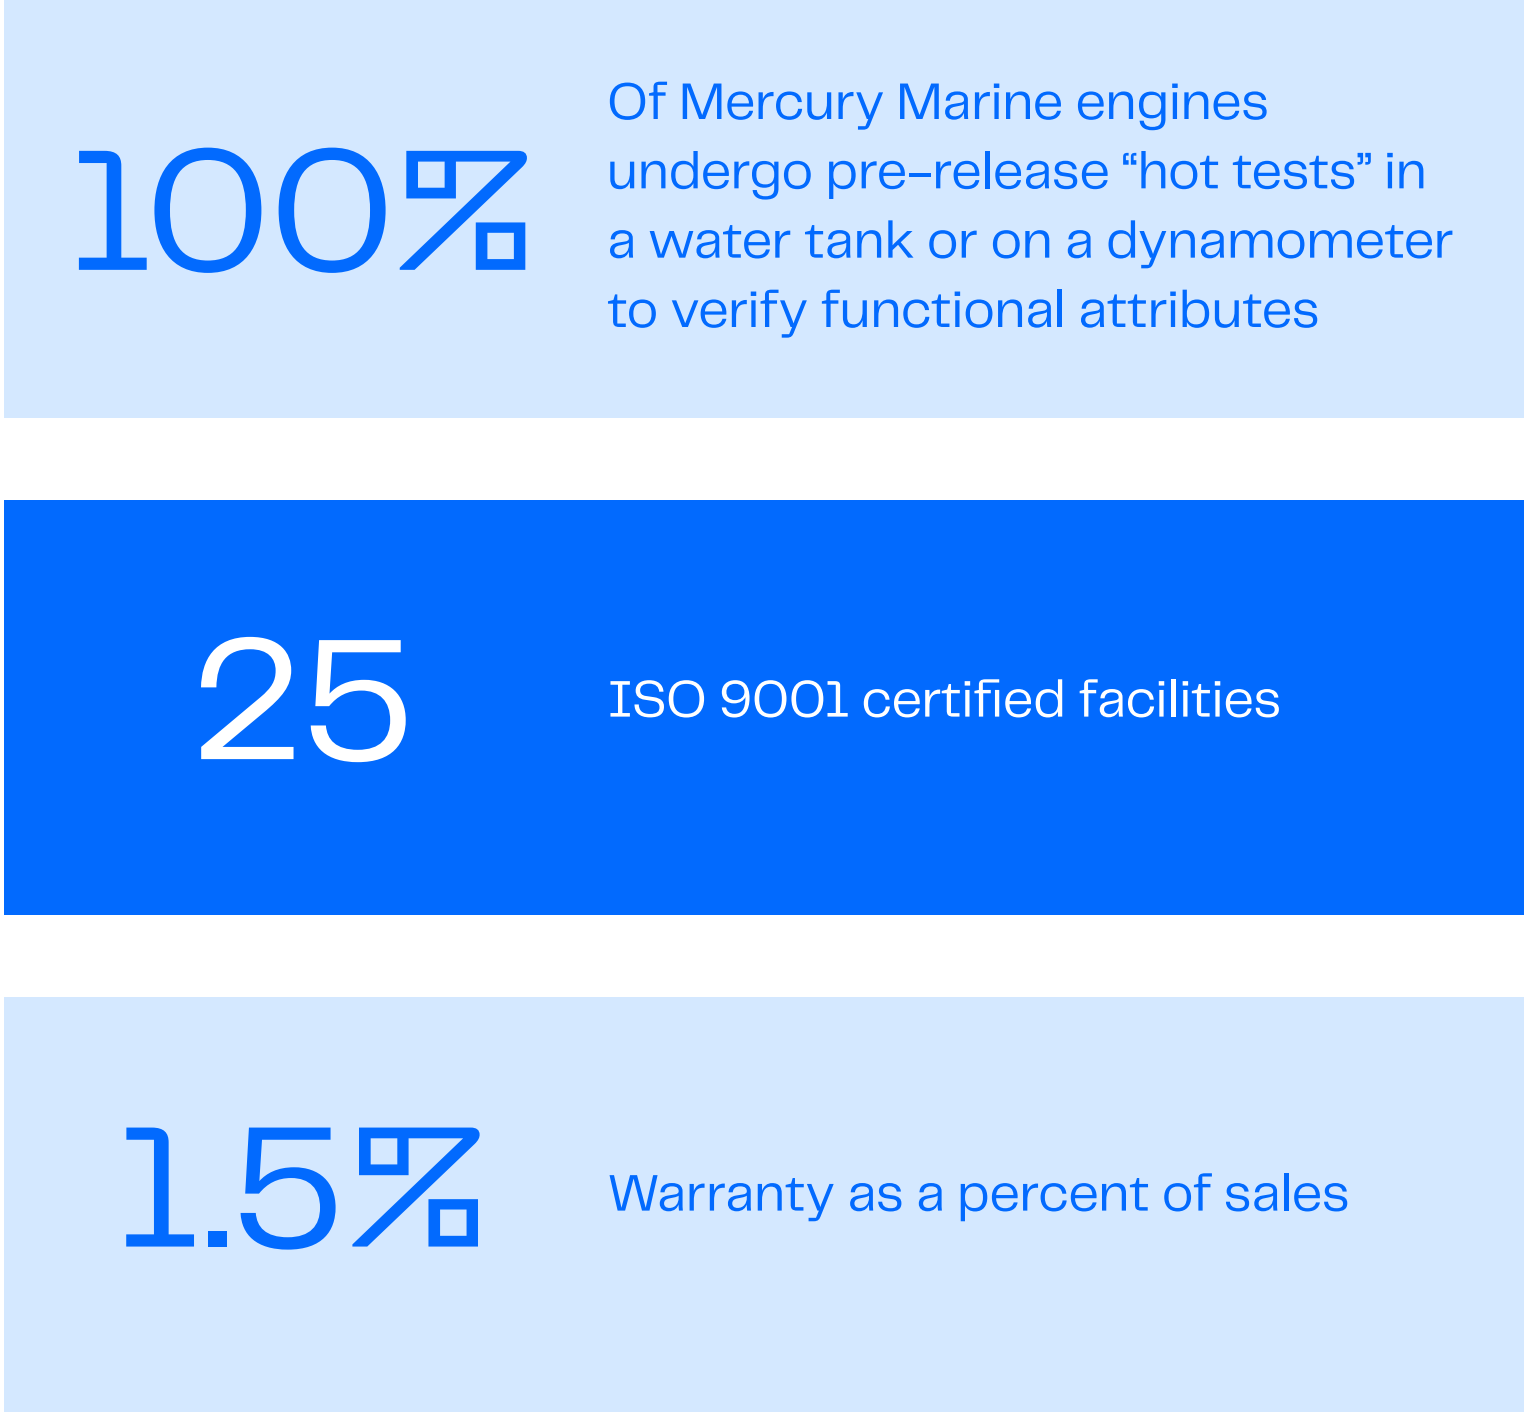 100%
Of Mercury Marine engines
undergo pre-release “hot tests” in
a water tank or on a dynamometer
to verify functional attributes
25
ISO 9001 certified facilities
1.5%
Warranty as a percent of sales